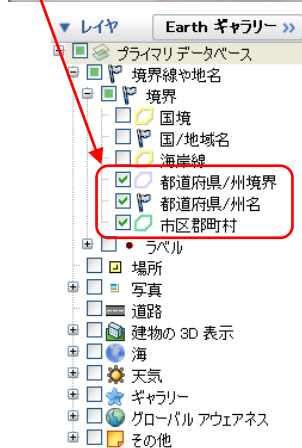 ▼ レイヤ Earth ギャラリー >>
プライマリ データベース
境界線や地名
境界
国境
国/地域名
海岸線
都道府県/州境界
都道府県/州名
市区郡町村
ラベル
場所
写真
道路
建物の 3D 表示
海
天気
ギャラリー
グローバル アウェアネス
その他